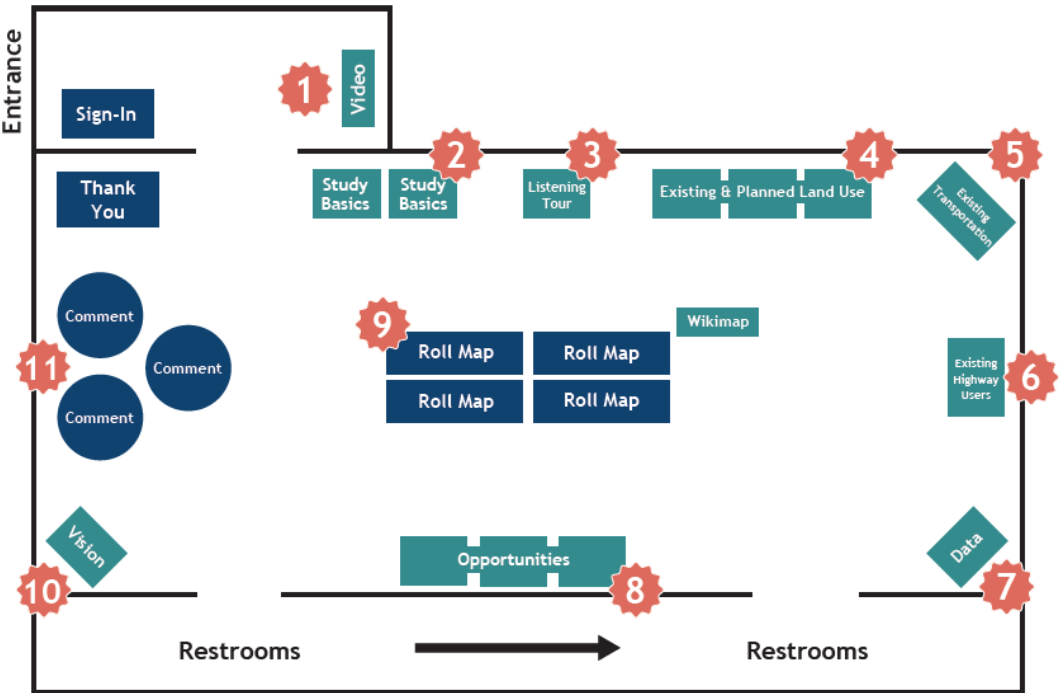 Entrance
Sign-In
1
Video
Thank
You
Study
Basics
Study
Basics
2
Listening
Tour
3
Existing & Planned Land Use
4
Existing
Transportation
5
Existing
Highway
Users
6
Data
7
Opportunities
8
9
Roll Map
Roll Map
Roll Map
Roll Map
Wikimap
Vision
10
Comment
Comment
Comment
11
Restrooms
Restrooms